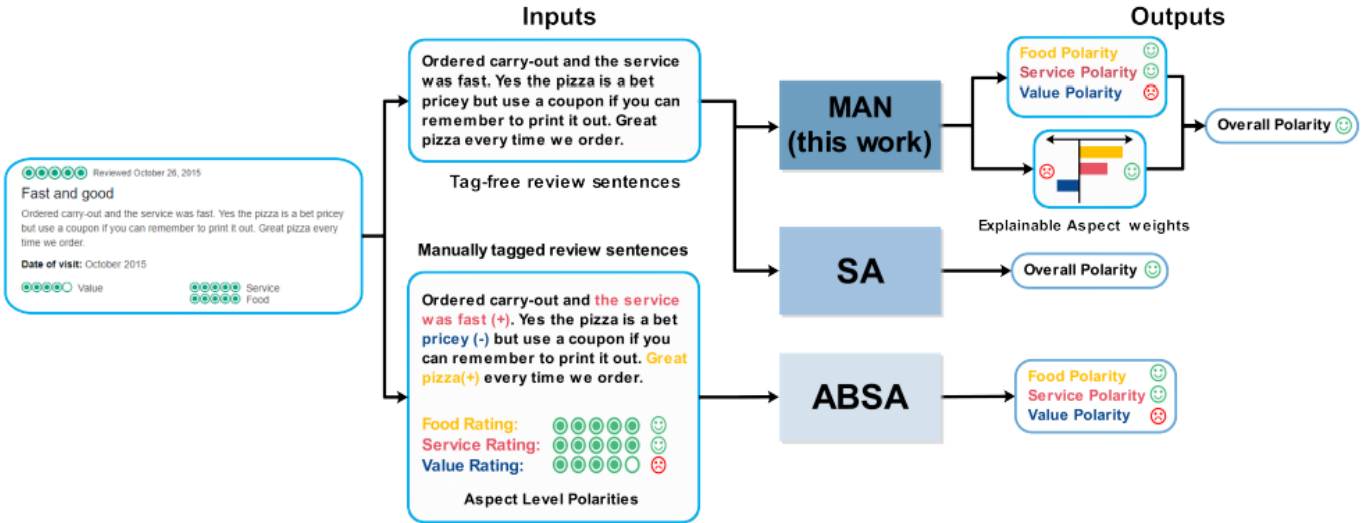 Inputs
Outputs
Reviewed October 26, 2015
Fast and good
Ordered carry-out and the service was fast. Yes the pizza is a bet pricey
but use a coupon if you can remember to print it out. Great pizza every
time we order.
Date of visit: October 2015
Value
Service
Food
Ordered carry-out and the service
was fast. Yes the pizza is a bet
pricey but use a coupon if you can
remember to print it out. Great
pizza every time we order.
Tag-free review sentences
Manually tagged review sentences
Ordered carry-out and the service
was fast (+). Yes the pizza is a bet
pricey (-) but use a coupon if you
can remember to print it out. Great
pizza(+) every time we order.
Food Rating:
Service Rating:
Value Rating:
Aspect Level Polarities
MAN
(this work)
SA
ABSA
Food Polarity
Service Polarity
Value Polarity
Explainable Aspect weights
Overall Polarity
Overall Polarity
Food Polarity
Service Polarity
Value Polarity